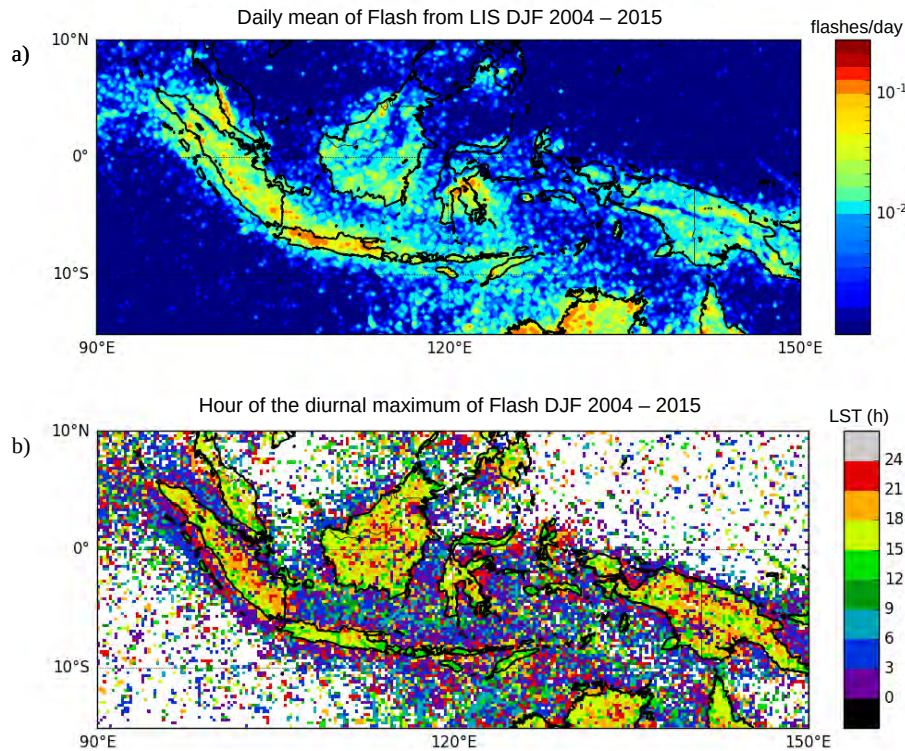 Daily mean of Flash from LIS DJF 2004 – 2015
flashes/day
a)
10°N
0°
10°S
90°E
120°E
150°E
10⁻¹
10⁻²
Hour of the diurnal maximum of Flash DJF 2004 – 2015
LST (h)
b)
10°N
0°
10°S
90°E
120°E
150°E
24
21
18
15
12
9
6
3
0